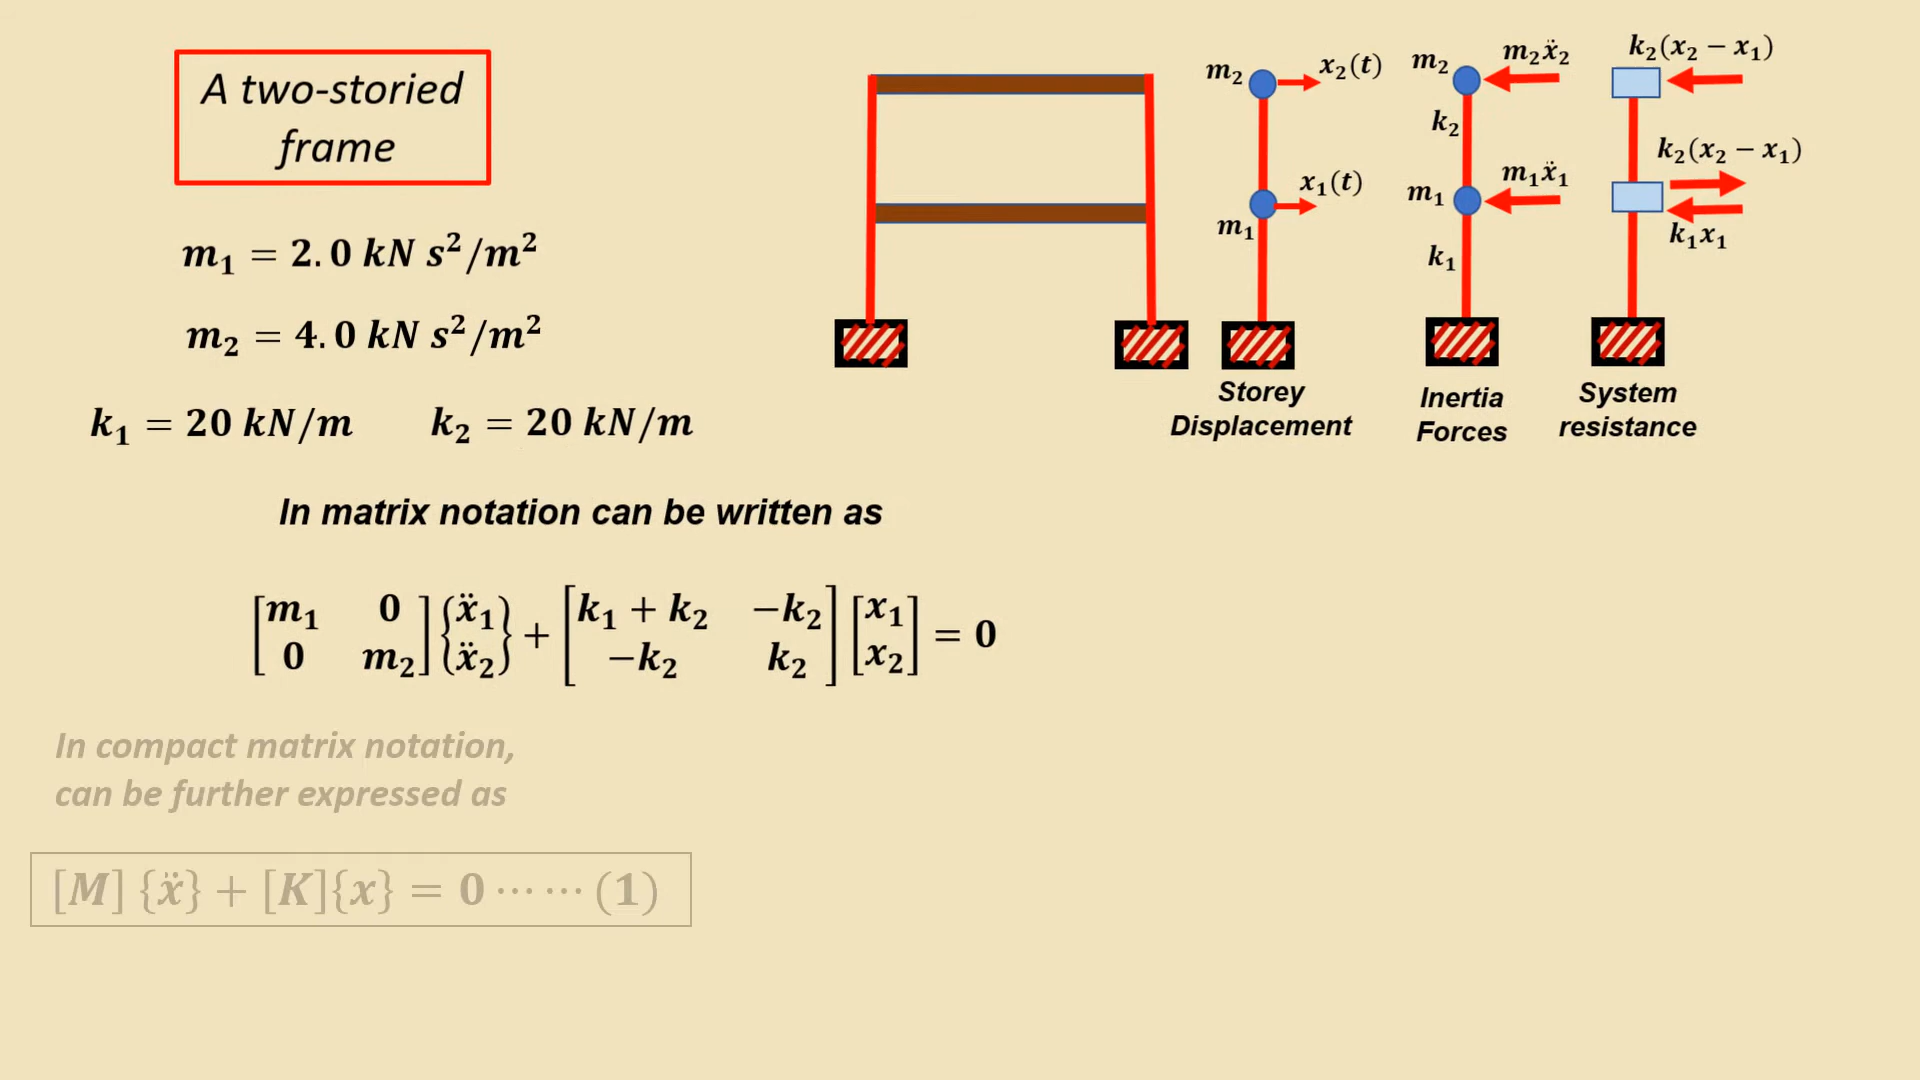 A two-storied
frame
m₁ = 2.0 kN s²/m²
m₂ = 4.0 kN s²/m²
k₁ = 20 kN/m k₂ = 20 kN/m
m₂ x₂(t)
x₁(t)
m₁
Storey
Displacement
m₂ m₂ẍ₂
k₂
m₁ m₁ẍ₁
k₁
Inertia
Forces
k₂(x₂ − x₁)
k₂(x₂ − x₁)
k₁x₁
System
resistance
In matrix notation can be written as
[m₁ 0; 0 m₂]{ẍ₁; ẍ₂} + [k₁ + k₂ −k₂; −k₂ k₂][x₁; x₂] = 0
In compact matrix notation,
can be further expressed as
[M] {ẍ} + [K]{x} = 0 ⋯⋯ (1)